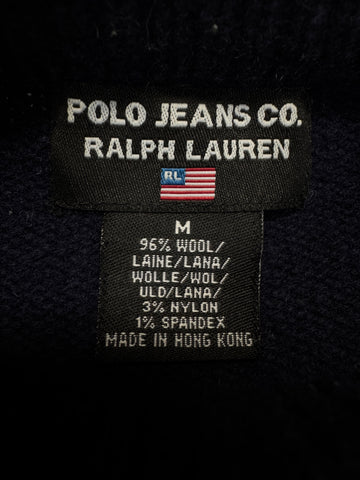 POLO JEANS CO.
RALPH LAUREN
RL
M
96% WOOL/
LAINE/LANA/
WOLLE/WOL/
ULD/LANA/
3% NYLON
1% SPANDEX
MADE IN HONG KONG